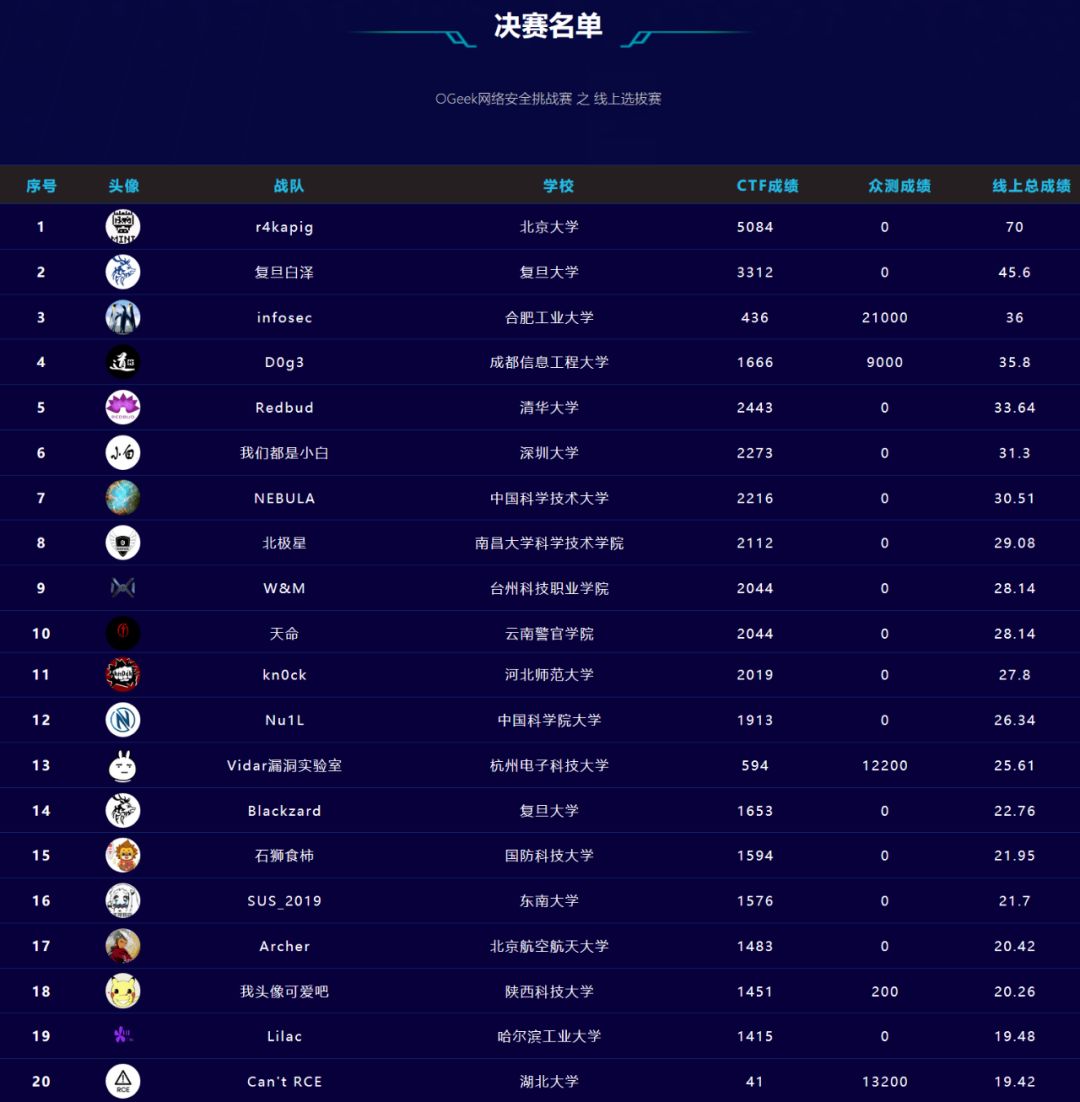 决赛名单
OGeek网络安全挑战赛 之 线上选拔赛
序号 头像 战队 学校 CTF成绩 众测成绩 线上总成绩
1 r4kapig 北京大学 5084 0 70
2 复旦白泽 复旦大学 3312 0 45.6
3 infosec 合肥工业大学 436 21000 36
4 D0g3 成都信息工程大学 1666 9000 35.8
5 Redbud 清华大学 2443 0 33.64
6 我们都是小白 深圳大学 2273 0 31.3
7 NEBULA 中国科学技术大学 2216 0 30.51
8 北极星 南昌大学科学技术学院 2112 0 29.08
9 W&M 台州科技职业学院 2044 0 28.14
10 天命 云南警官学院 2044 0 28.14
11 kn0ck 河北师范大学 2019 0 27.8
12 Nu1L 中国科学院大学 1913 0 26.34
13 Vidar漏洞实验室 杭州电子科技大学 594 12200 25.61
14 Blackzard 复旦大学 1653 0 22.76
15 石狮食柿 国防科技大学 1594 0 21.95
16 SUS_2019 东南大学 1576 0 21.7
17 Archer 北京航空航天大学 1483 0 20.42
18 我头像可爱吧 陕西科技大学 1451 200 20.26
19 Lilac 哈尔滨工业大学 1415 0 19.48
20 RCE Can't RCE 湖北大学 41 13200 19.42